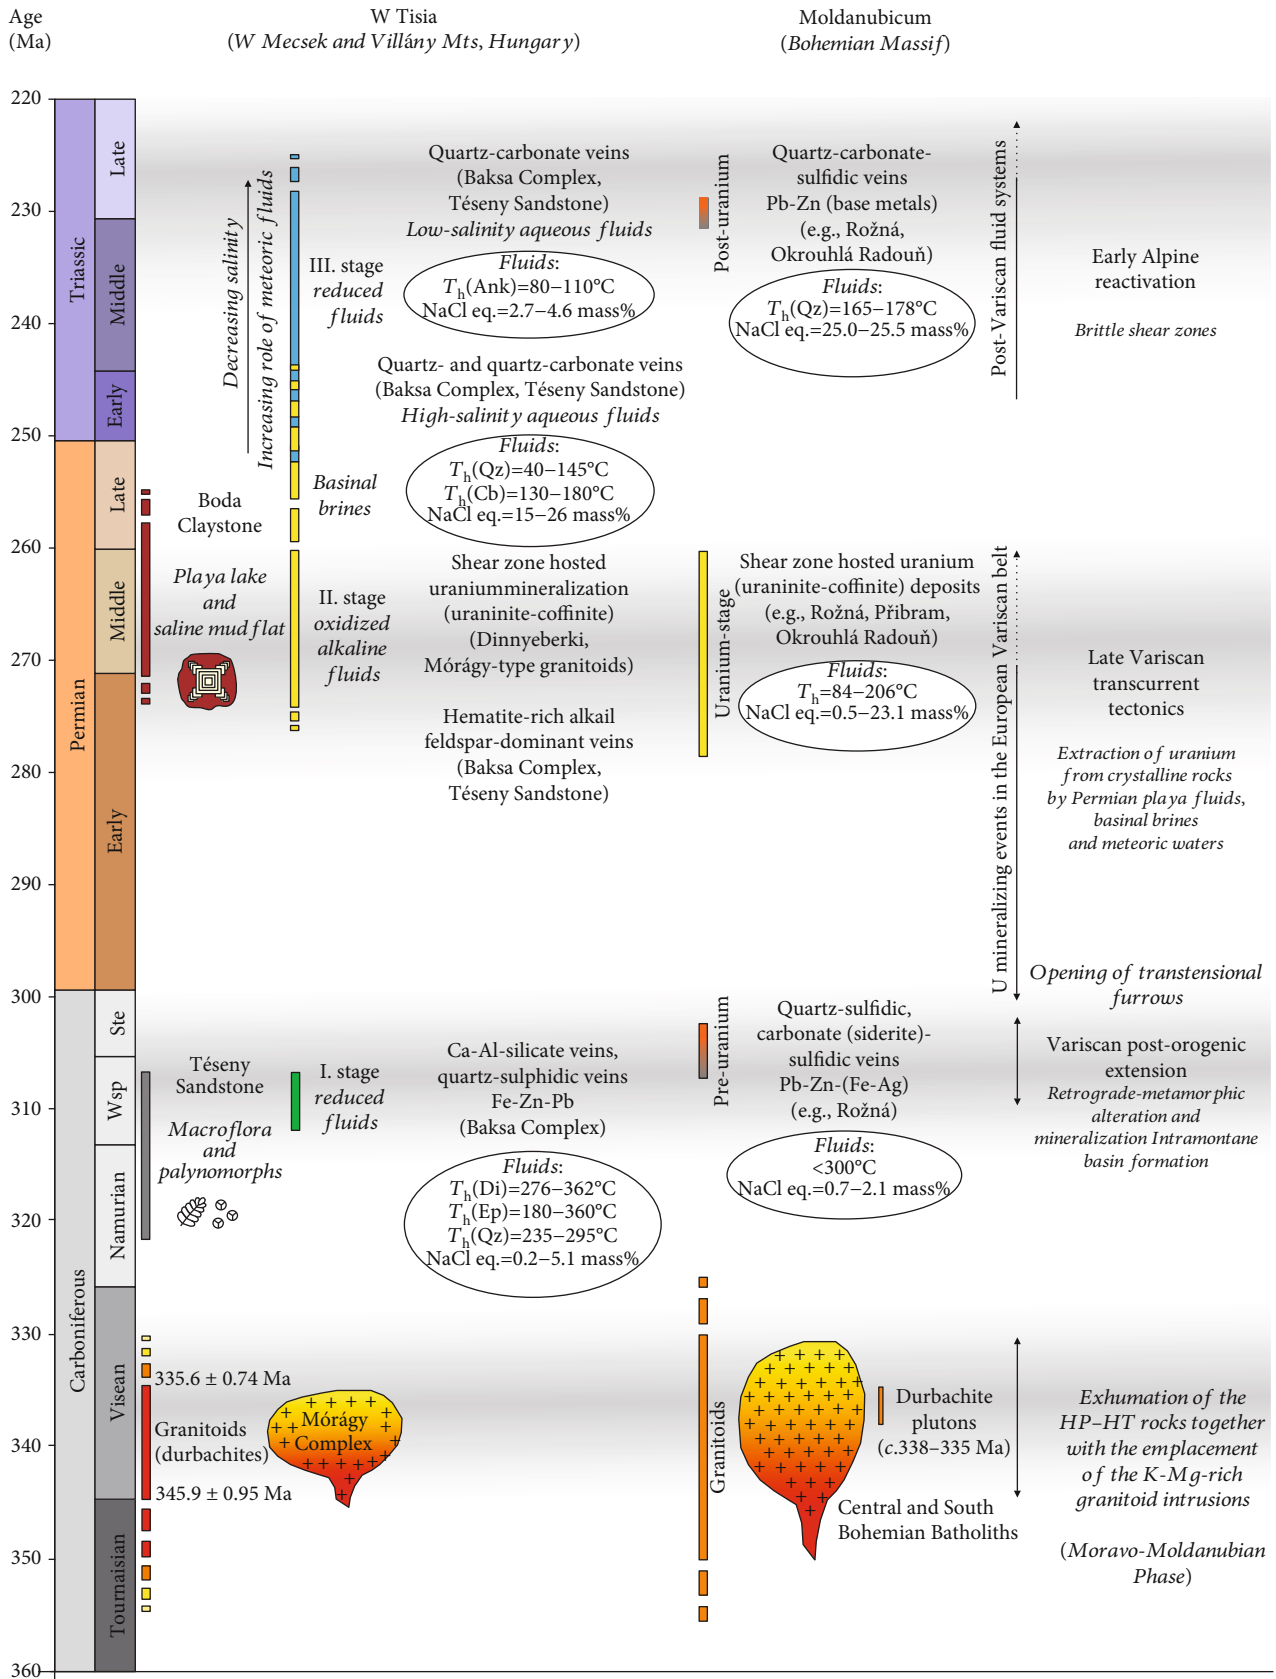 Age
(Ma)
W Tisia
(W Mecsek and Villány Mts, Hungary)
Moldanubicum
(Bohemian Massif)
220
230
240
250
260
270
280
290
300
310
320
330
340
350
360
Triassic
Permian
Carboniferous
Late
Middle
Early
Late
Middle
Early
Ste
Wsp
Namurian
Visean
Tournaisian
Decreasing salinity
Increasing role of meteoric fluids
III. stage
reduced
fluids
Quartz-carbonate veins
(Baksa Complex,
Téseny Sandstone)
Low-salinity aqueous fluids
Fluids:
Th(Ank)=80–110°C
NaCl eq.=2.7–4.6 mass%
Quartz- and quartz-carbonate veins
(Baksa Complex, Téseny Sandstone)
High-salinity aqueous fluids
Fluids:
Th(Qz)=40–145°C
Th(Cb)=130–180°C
NaCl eq.=15–26 mass%
Basinal
brines
Boda
Claystone
Playa lake
and
saline mud flat
II. stage
oxidized
alkaline
fluids
Shear zone hosted
uraniummineralization
(uraninite-coffinite)
(Dinnyeberki,
Mórágy-type granitoids)
Hematite-rich alkail
feldspar-dominant veins
(Baksa Complex,
Téseny Sandstone)
Post-uranium
Quartz-carbonate-
sulfidic veins
Pb-Zn (base metals)
(e.g., Rožná,
Okrouhlá Radouň)
Fluids:
Th(Qz)=165–178°C
NaCl eq.=25.0–25.5 mass%
Post-Variscan fluid systems
Early Alpine
reactivation
Brittle shear zones
Uranium-stage
Shear zone hosted uranium
(uraninite-coffinite) deposits
(e.g., Rožná, Přibram,
Okrouhlá Radouň)
Fluids:
Th=84–206°C
NaCl eq.=0.5–23.1 mass%
U mineralizing events in the European Variscan belt
Late Variscan
transcurrent
tectonics
Extraction of uranium
from crystalline rocks
by Permian playa fluids,
basinal brines
and meteoric waters
Opening of transtensional
furrows
Téseny
Sandstone
Macroflora
and
palynomorphs
I. stage
reduced
fluids
Ca-Al-silicate veins,
quartz-sulphidic veins
Fe-Zn-Pb
(Baksa Complex)
Fluids:
Th(Di)=276–362°C
Th(Ep)=180–360°C
Th(Qz)=235–295°C
NaCl eq.=0.2–5.1 mass%
Pre-uranium
Quartz-sulfidic,
carbonate (siderite)-
sulfidic veins
Pb-Zn-(Fe-Ag)
(e.g., Rožná)
Fluids:
<300°C
NaCl eq.=0.7–2.1 mass%
Variscan post-orogenic
extension
Retrograde-metamorphic
alteration and
mineralization Intramontane
basin formation
335.6 ± 0.74 Ma
Granitoids
(durbachites)
345.9 ± 0.95 Ma
Mórágy
Complex
Granitoids
Durbachite
plutons
(c.338–335 Ma)
Central and South
Bohemian Batholiths
Exhumation of the
HP–HT rocks together
with the emplacement
of the K-Mg-rich
granitoid intrusions
(Moravo-Moldanubian
Phase)